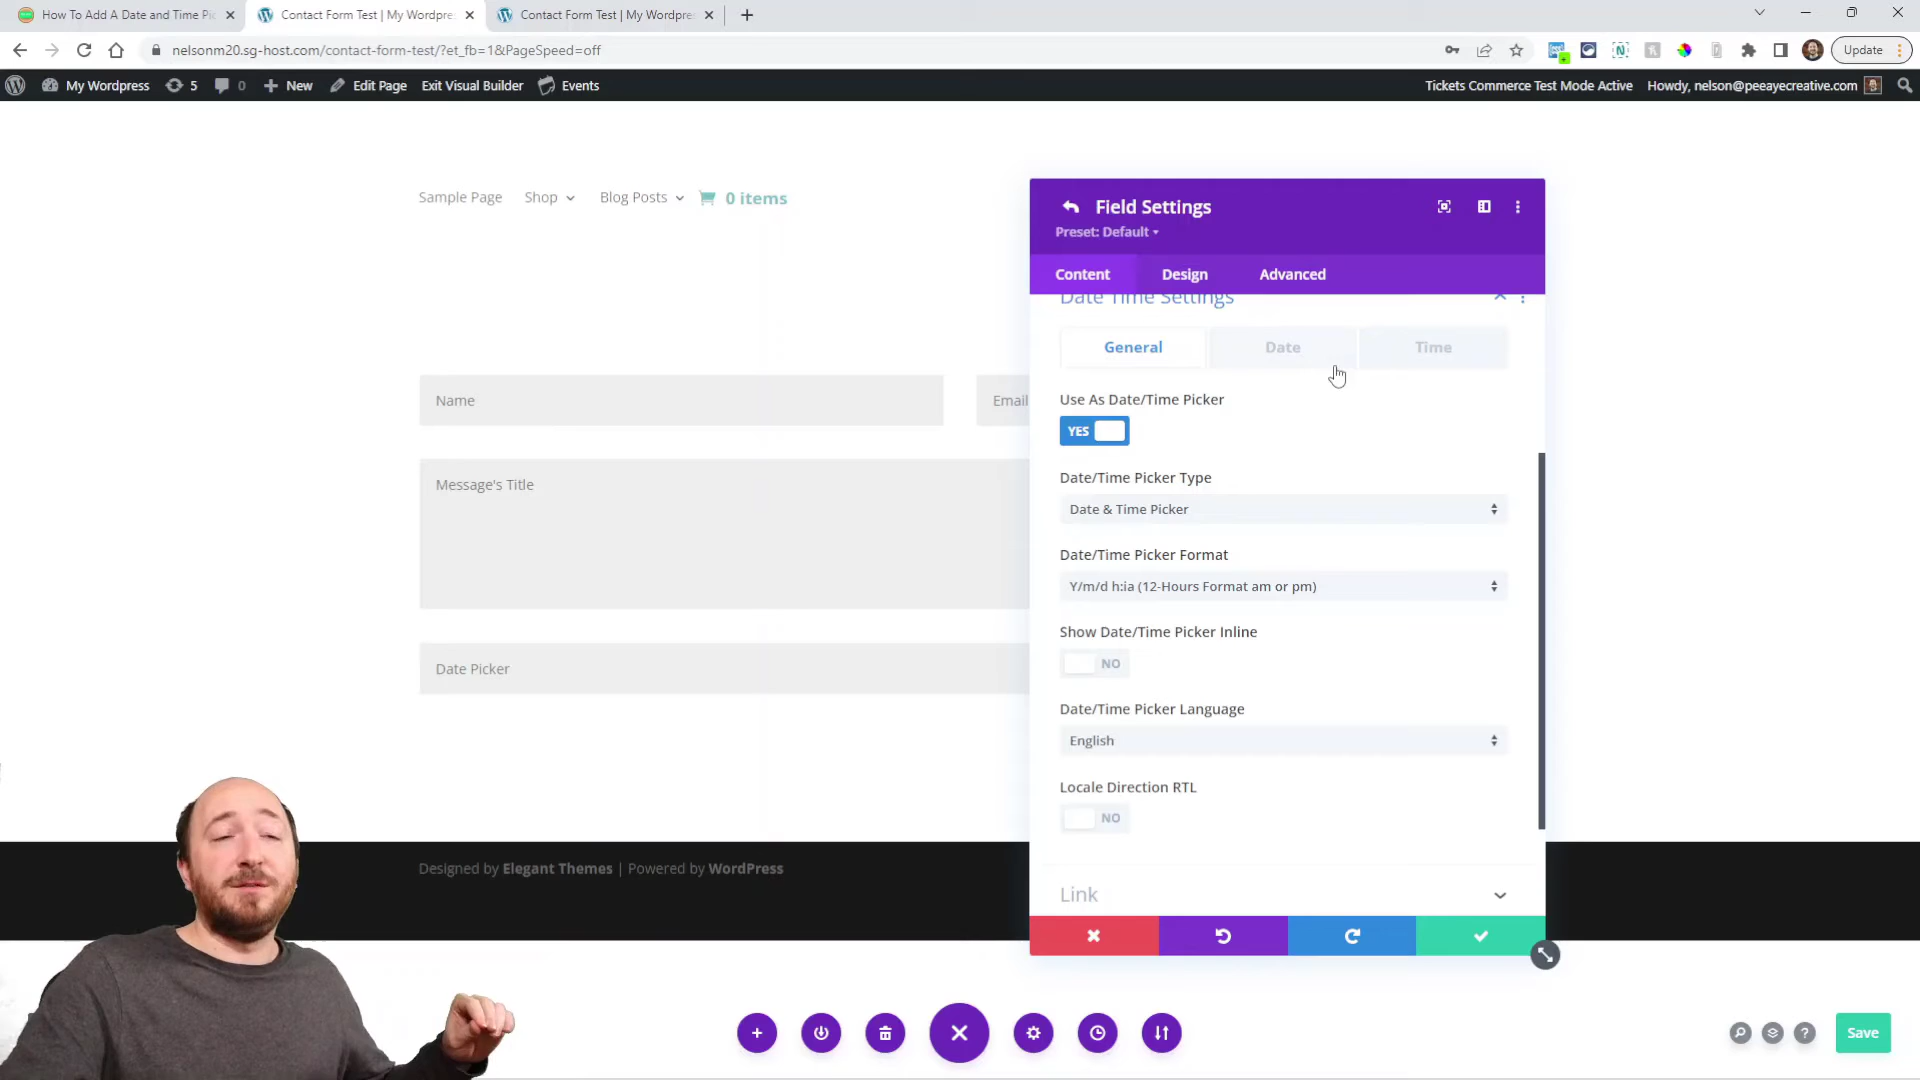 How To Add A Date and Time Pi
Contact Form Test | My Wordpre
Contact Form Test | My Wordpre
nelsonm20.sg-host.com/contact-form-test/?et_fb=1&PageSpeed=off
Update
My Wordpress 5 0 New Edit Page Exit Visual Builder Events
Tickets Commerce Test Mode Active Howdy, nelson@peeayecreative.com
Sample Page Shop Blog Posts 0 items
Name
Email
Message's Title
Date Picker
Designed by Elegant Themes | Powered by WordPress
Field Settings
Preset: Default
Content Design Advanced
Date Time Settings
General Date Time
Use As Date/Time Picker
YES
Date/Time Picker Type
Date & Time Picker
Date/Time Picker Format
Y/m/d h:ia (12-Hours Format am or pm)
Show Date/Time Picker Inline
NO
Date/Time Picker Language
English
Locale Direction RTL
NO
Link
Save